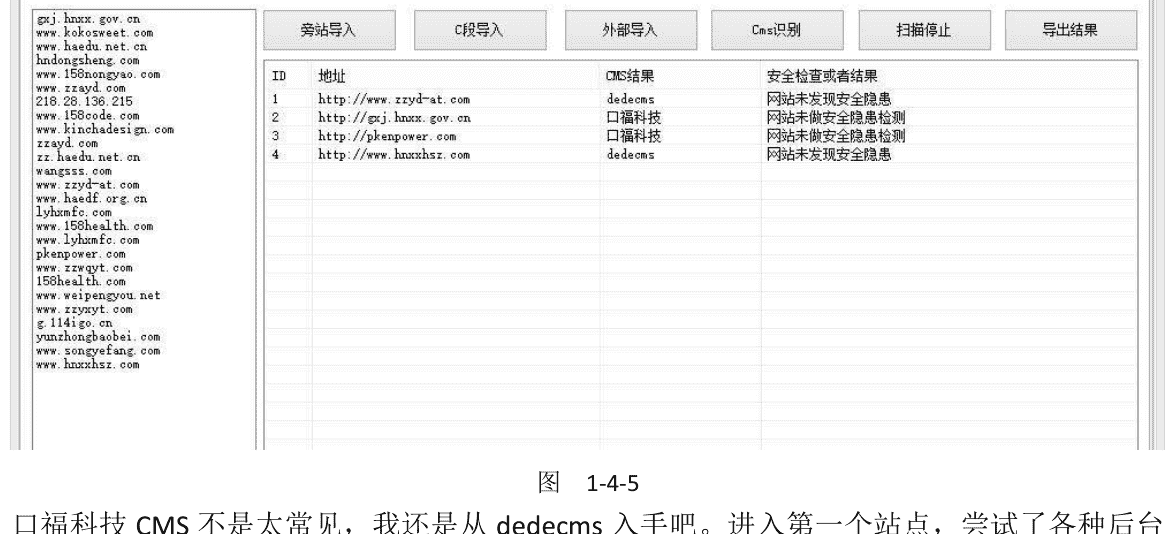 gxj.hnxx.gov.cn
www.kokosweet.com
www.haedu.net.cn
hndongsheng.com
www.158nongyao.com
www.zzayd.com
218.28.136.215
www.158code.com
www.kinchadesign.com
zzayd.com
zz.haedu.net.cn
wangsss.com
www.zzyd-at.com
www.haedf.org.cn
lyhxmfc.com
www.158health.com
www.lyhxmfc.com
pkenpower.com
www.zzwqyt.com
158health.com
www.weipengyou.net
www.zzyxyt.com
g.114igo.cn
yunzhongbaobei.com
www.songyefang.com
www.hnxxhsz.com
旁站导入 C段导入 外部导入 Cms识别 扫描停止 导出结果
ID 地址 CMS结果 安全检查或者结果
1 http://www.zzyd-at.com dedecms 网站未发现安全隐患
2 http://gxj.hnxx.gov.cn 口福科技 网站未做安全隐患检测
3 http://pkenpower.com 口福科技 网站未做安全隐患检测
4 http://www.hnxxhsz.com dedecms 网站未发现安全隐患
图 1-4-5
口福科技 CMS 不是太常见，我还是从 dedecms 入手吧。进入第一个站点，尝试了各种后台